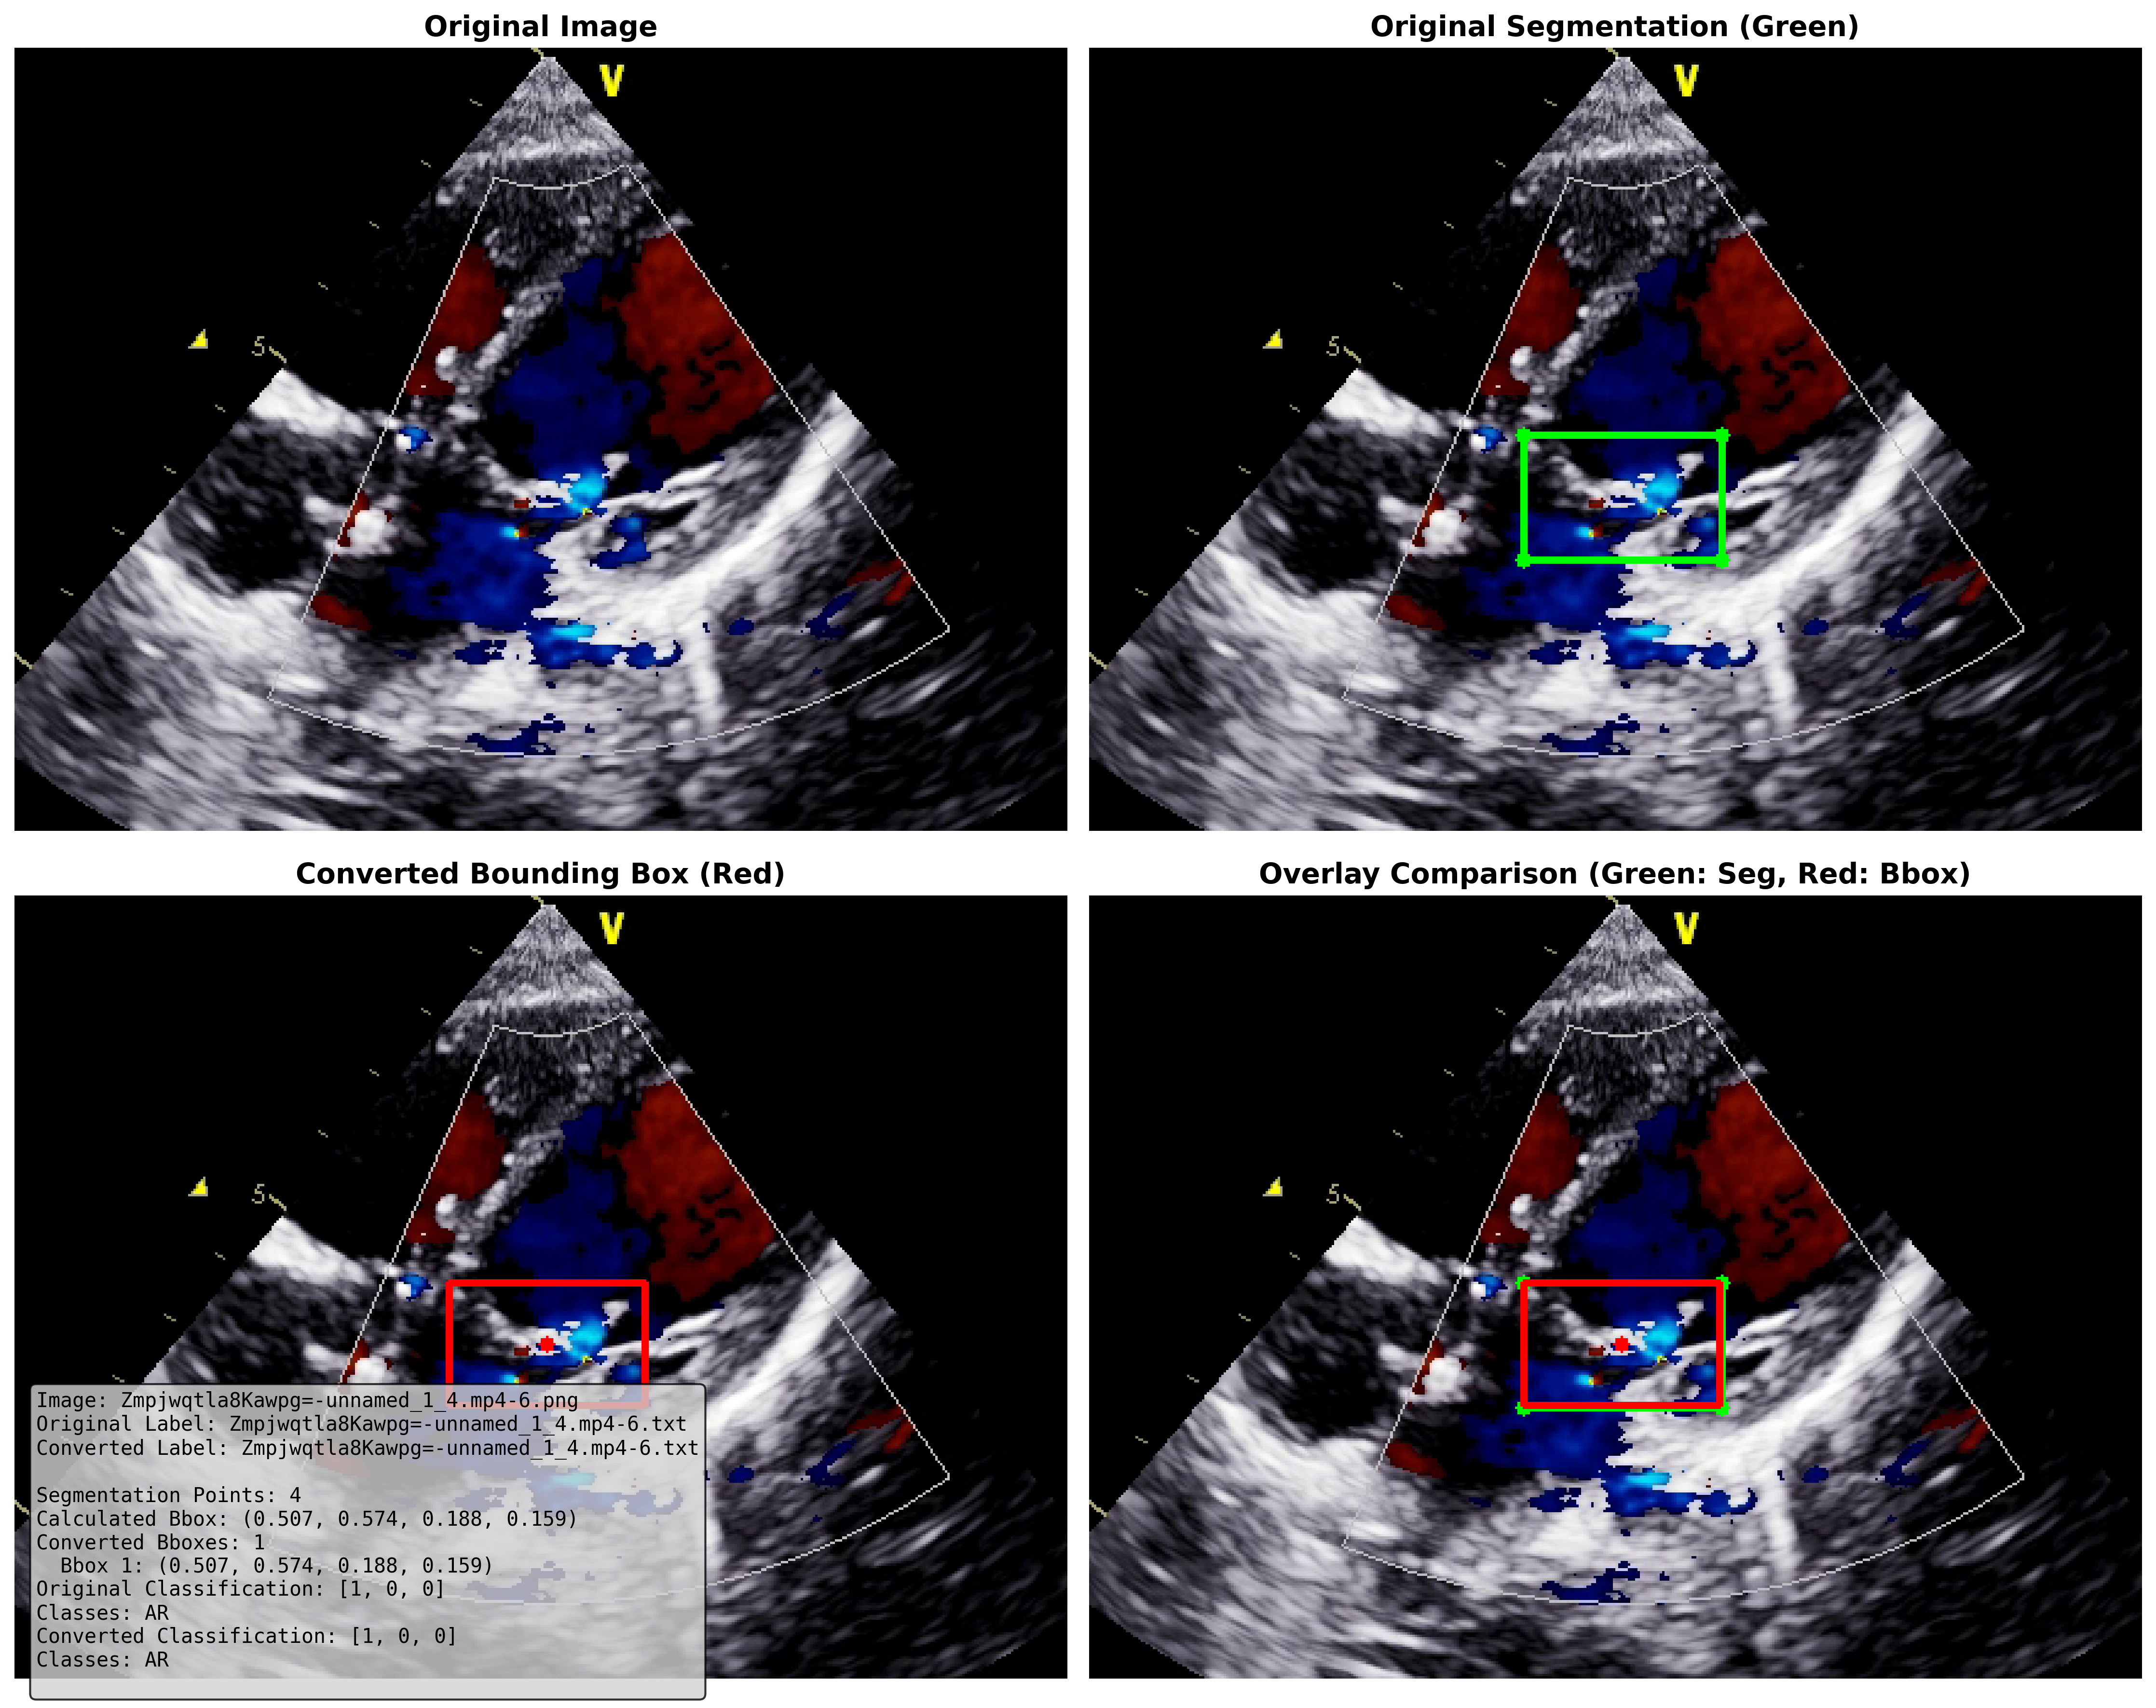 Original Image
V
5
Original Segmentation (Green)
V
5
Converted Bounding Box (Red)
V
5
Image: Zmpjwqtla8Kawpg=-unnamed_1_4.mp4-6.png
Original Label: Zmpjwqtla8Kawpg=-unnamed_1_4.mp4-6.txt
Converted Label: Zmpjwqtla8Kawpg=-unnamed_1_4.mp4-6.txt
Segmentation Points: 4
Calculated Bbox: (0.507, 0.574, 0.188, 0.159)
Converted Bboxes: 1
Bbox 1: (0.507, 0.574, 0.188, 0.159)
Original Classification: [1, 0, 0]
Classes: AR
Converted Classification: [1, 0, 0]
Classes: AR
Overlay Comparison (Green: Seg, Red: Bbox)
V
5